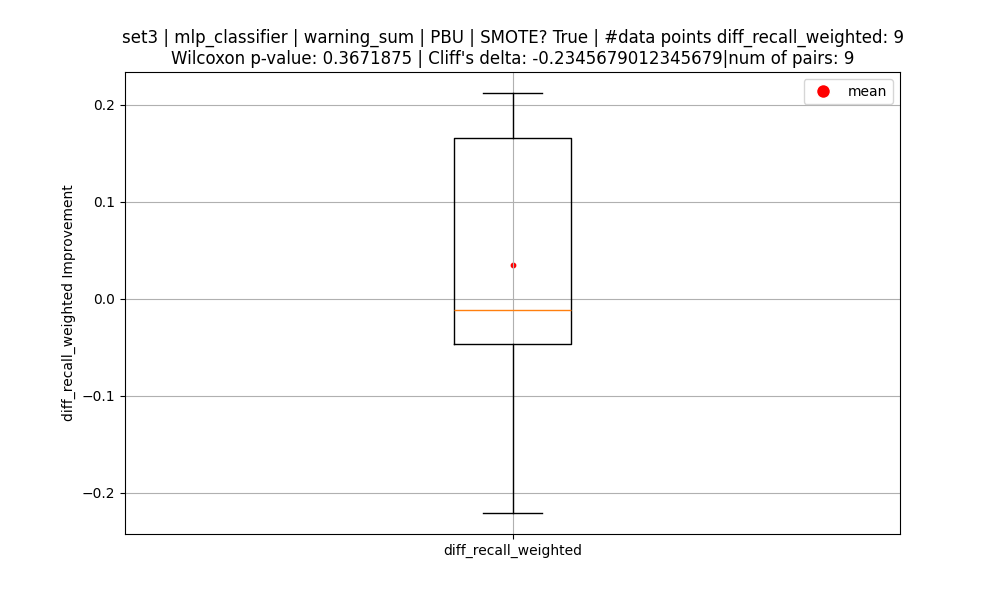 set3 | mlp_classifier | warning_sum | PBU | SMOTE? True | #data points diff_recall_weighted: 9
Wilcoxon p-value: 0.3671875 | Cliff's delta: -0.2345679012345679|num of pairs: 9
mean
0.2
0.1
0.0
−0.1
−0.2
diff_recall_weighted Improvement
diff_recall_weighted